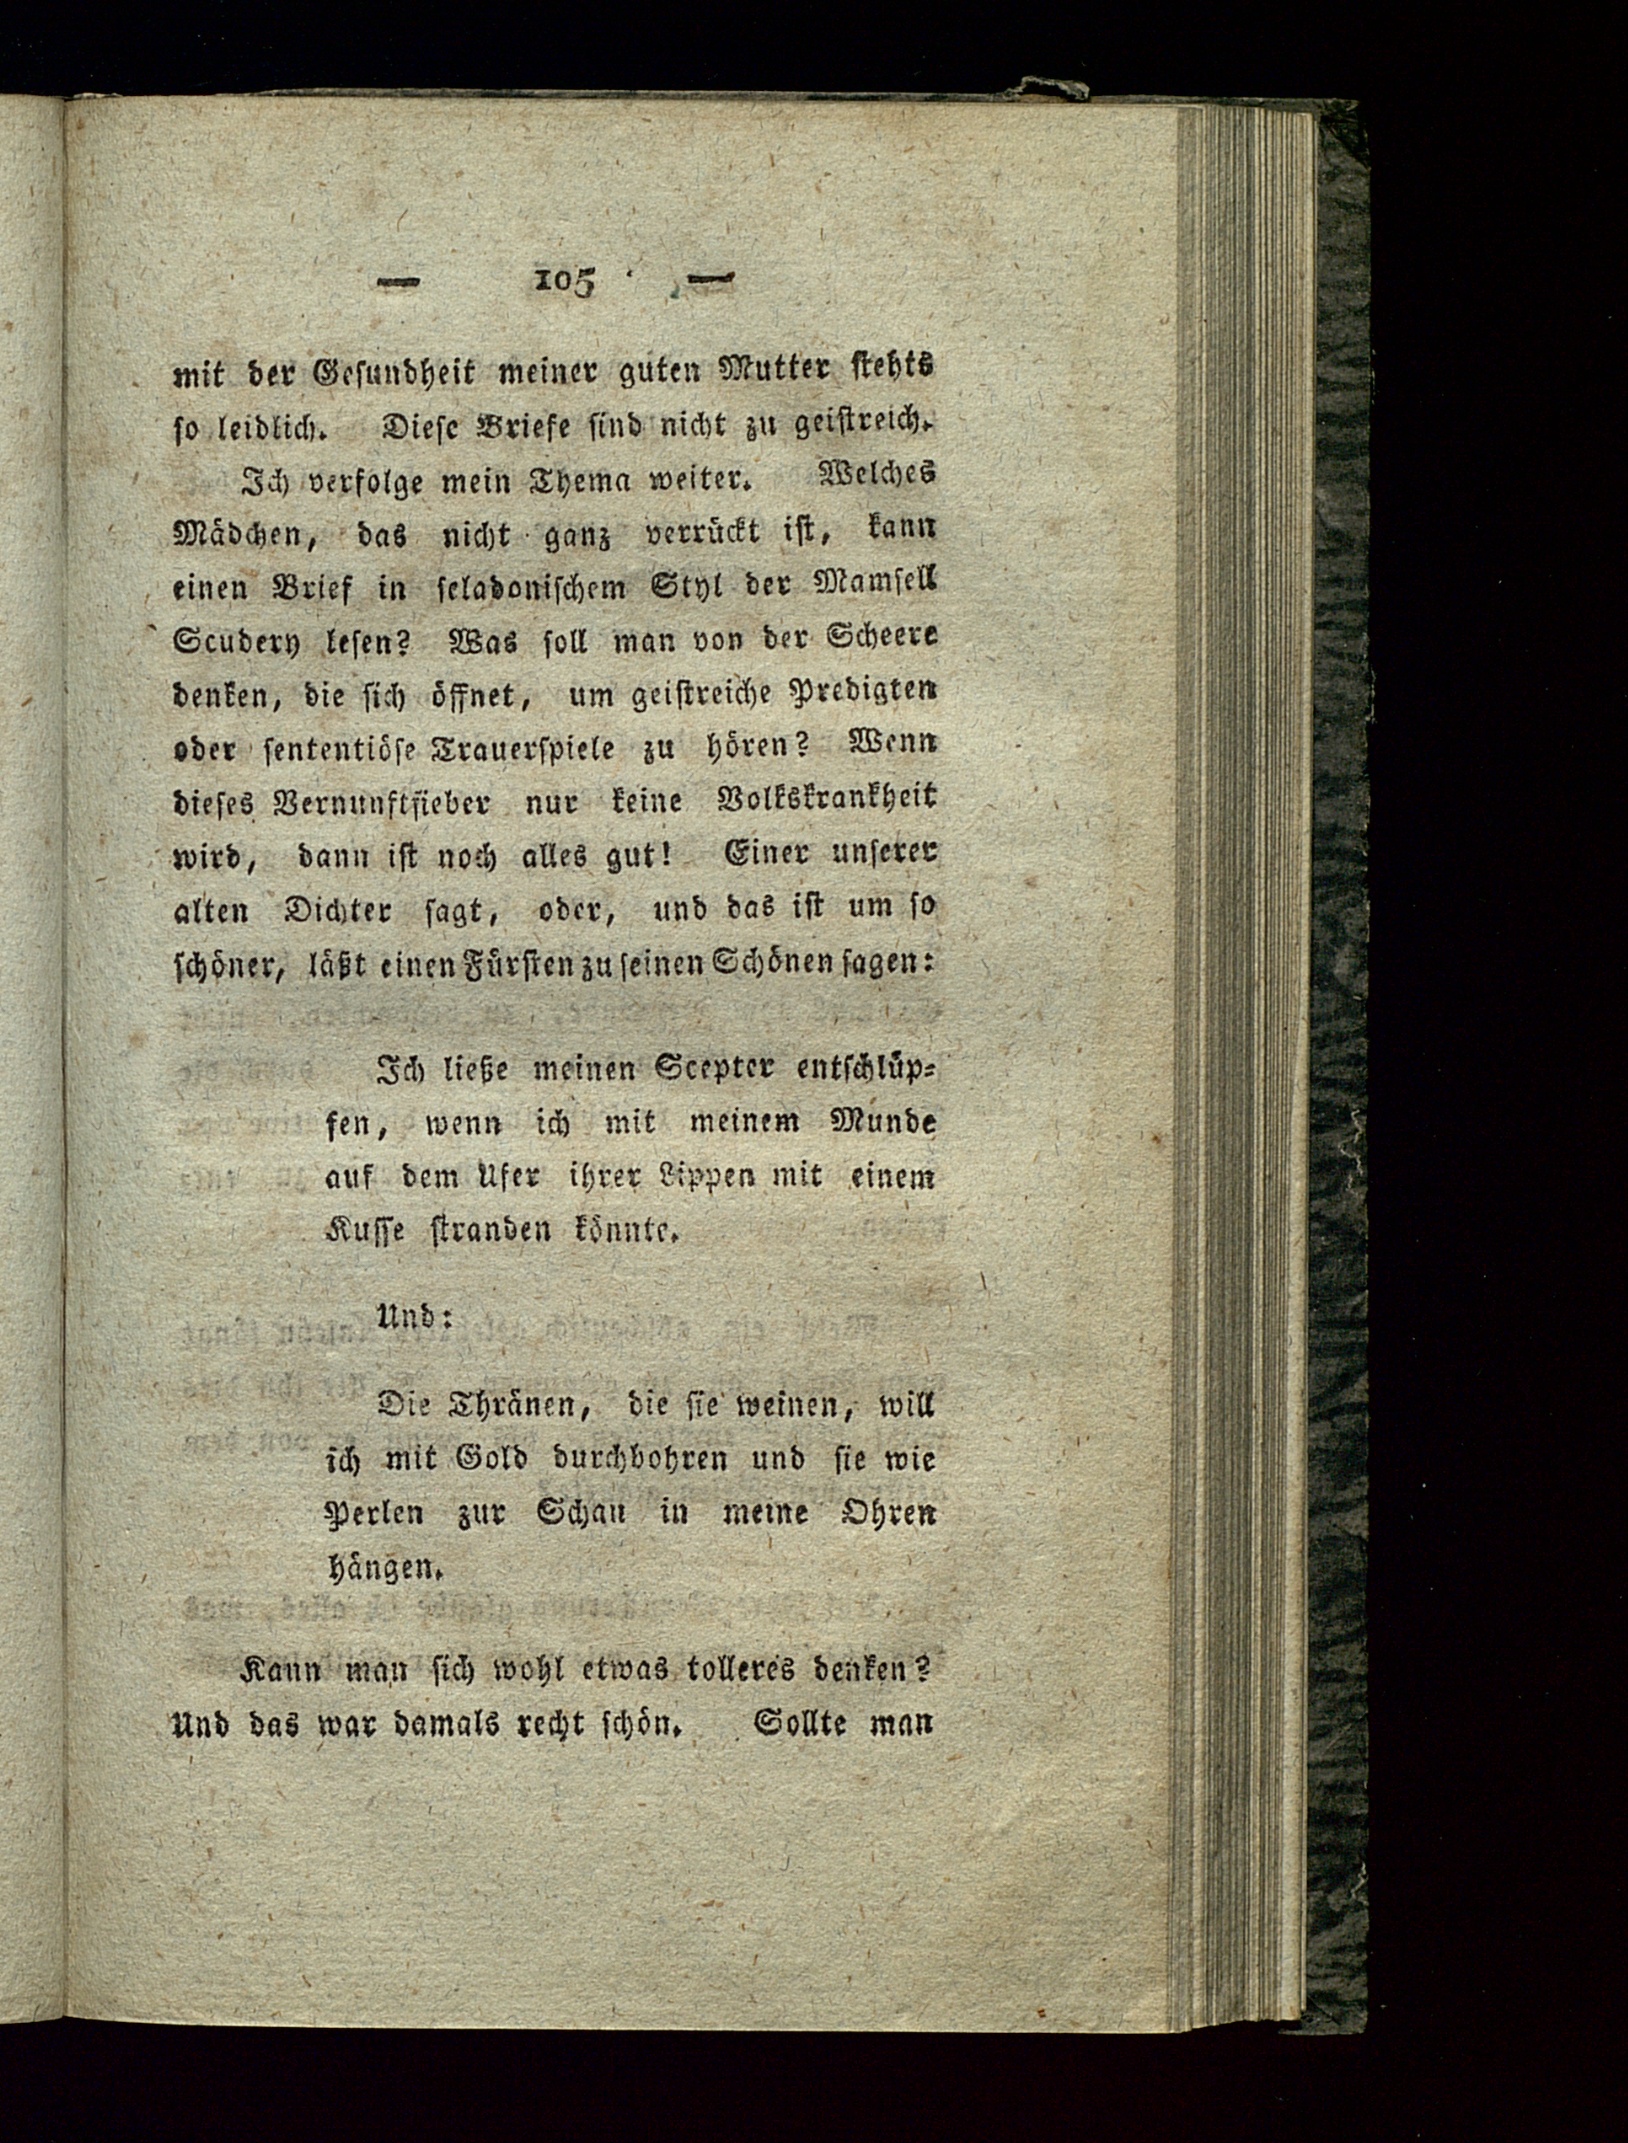 — 105 —
mit der Gesundheit meiner guten Mutter stehts
so leidlich. Diese Briefe sind nicht zu geistreich.
Ich verfolge mein Thema weiter. Welches
Mädchen, das nicht ganz verrückt ist, kann
einen Brief in seladonischem Styl der Mamsell
Scudery lesen? Was soll man von der Scheere
denken, die sich öffnet, um geistreiche Predigten
oder sententiöse Trauerspiele zu hören? Wenn
dieses Vernunftfieber nur keine Volkskrankheit
wird, dann ist noch alles gut! Einer unserer
alten Dichter sagt, oder, und das ist um so
schöner, läßt einen Fürsten zu seinen Schönen sagen:
Ich ließe meinen Scepter entschlüp-
fen, wenn ich mit meinem Munde
auf dem Ufer ihrer Lippen mit einem
Kusse stranden könnte.
Und:
Die Thränen, die sie weinen, will
ich mit Gold durchbohren und sie wie
Perlen zur Schau in meine Ohren
hängen.
Kann man sich wohl etwas tolleres denken?
Und das war damals recht schön. Sollte man